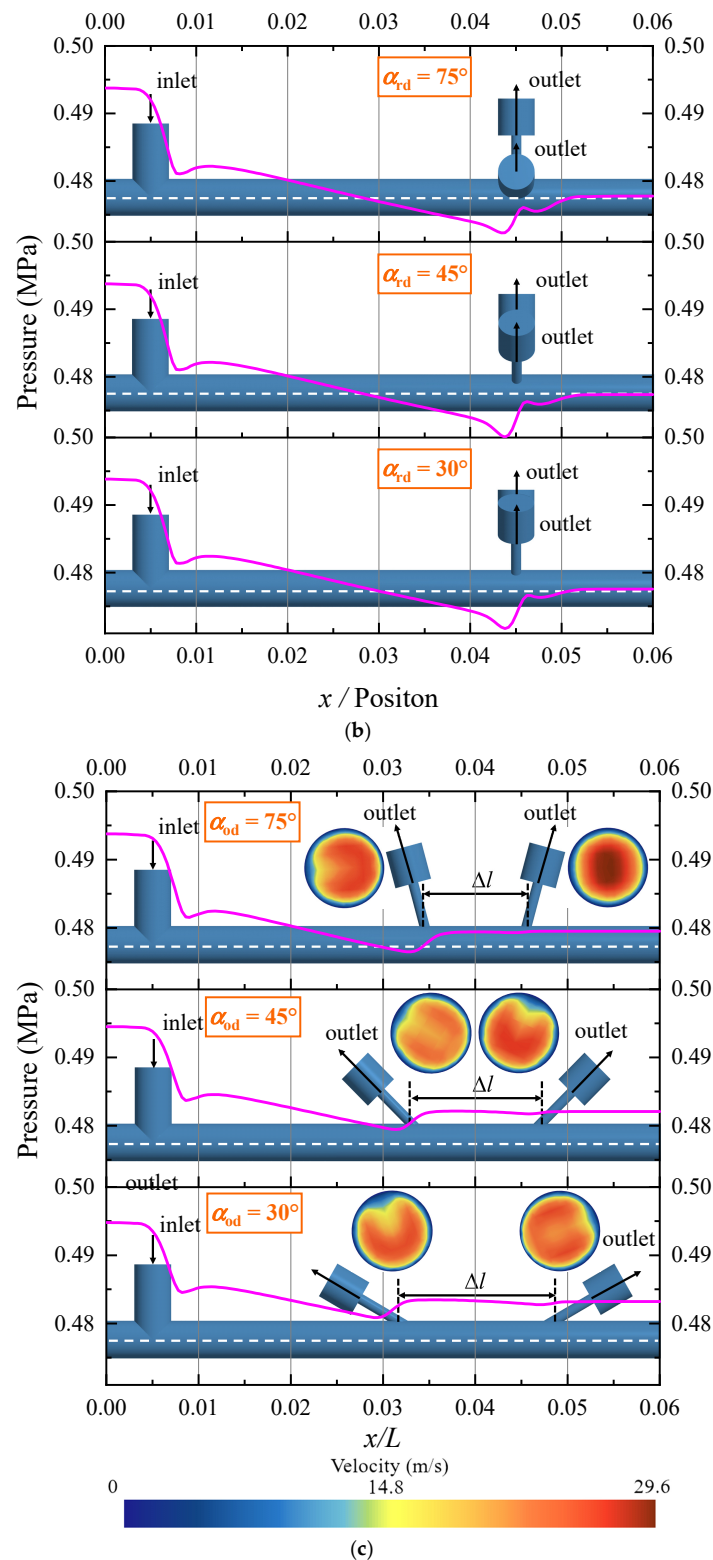 0.00 0.01 0.02 0.03 0.04 0.05 0.06
0.50 0.50
α_rd = 75°
inlet
outlet
0.49 0.49
outlet
0.48 0.48
0.50 0.50
α_rd = 45°
inlet
outlet
0.49 0.49
outlet
Pressure (MPa)
0.48 0.48
0.50 0.50
α_rd = 30°
inlet
outlet
0.49 0.49
outlet
0.48 0.48
0.00 0.01 0.02 0.03 0.04 0.05 0.06
x / Positon
(b)
0.00 0.01 0.02 0.03 0.04 0.05 0.06
0.50 0.50
α_od = 75°
outlet outlet
inlet
0.49 0.49
Δl
0.48 0.48
0.50 0.50
α_od = 45°
inlet
outlet outlet
0.49 0.49
Δl
Pressure (MPa)
0.48 0.48
outlet
0.50 0.50
α_od = 30°
inlet
outlet
0.49 0.49
Δl
0.48 0.48
0.00 0.01 0.02 0.03 0.04 0.05 0.06
x/L
Velocity (m/s)
0 14.8 29.6
(c)